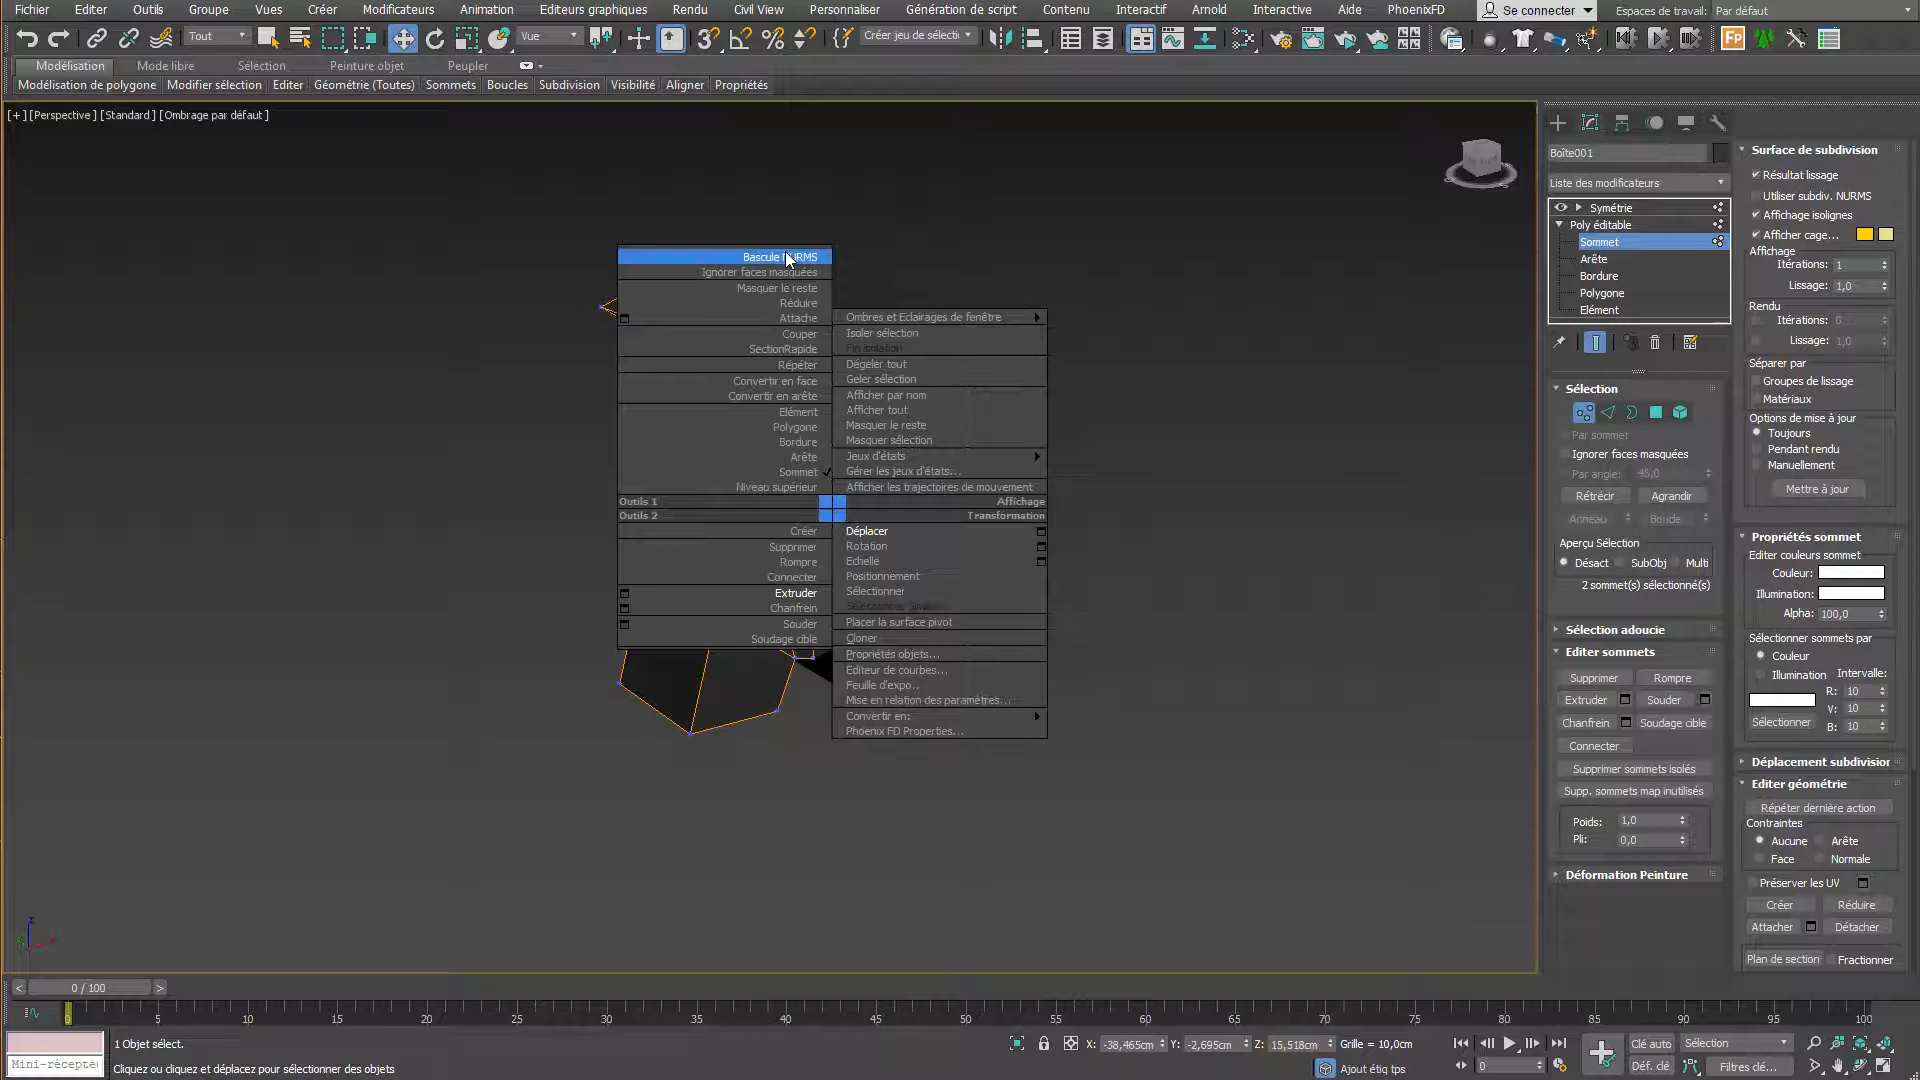 Fichier Editer Outils Groupe Vues Créer Modificateurs Animation Editeurs graphiques Rendu Civil View Personnaliser Génération de script Contenu Interactif Arnold Interactive Aide PhoenixFD Se connecter Espaces de travail: Par défaut
Tout Vue Créer jeu de sélecti
Modélisation Mode libre Sélection Peinture objet Peupler
Modélisation de polygone Modifier sélection Editer Géométrie (Toutes) Sommets Boucles Subdivision Visibilité Aligner Propriétés
[+] [Perspective] [Standard] [Ombrage par défaut]
Bascule NURMS
Ignorer faces masquées
Masquer le reste
Réduire
Attache
Couper
SectionRapide
Répéter
Convertir en face
Convertir en arête
Elément
Polygone
Bordure
Arête
Sommet
Niveau supérieur
Outils 1
Outils 2
Créer
Supprimer
Rompre
Connecter
Extruder
Chanfrein
Souder
Soudage cible
Ombres et Eclairages de fenêtre
Isoler sélection
Fin isolation
Dégeler tout
Geler sélection
Afficher par nom
Afficher tout
Masquer le reste
Masquer sélection
Jeux d'états
Gérer les jeux d'états...
Afficher les trajectoires de mouvement
Affichage
Transformation
Déplacer
Rotation
Echelle
Positionnement
Sélectionner
Placer la surface pivot
Cloner
Propriétés objets...
Editeur de courbes...
Feuille d'expo...
Mise en relation des paramètres...
Convertir en:
Phoenix FD Properties...
Boîte001
Liste des modificateurs
Symétrie
Poly éditable
Sommet
Arête
Bordure
Polygone
Elément
Sélection
Par sommet
Ignorer faces masquées
Par angle: 45,0
Rétrécir Agrandir
Anneau Boucle
Aperçu Sélection
Désact SubObj Multi
2 sommet(s) sélectionné(s)
Sélection adoucie
Editer sommets
Supprimer Rompre
Extruder Souder
Chanfrein Soudage cible
Connecter
Supprimer sommets isolés
Supp. sommets map inutilisés
Poids: 1,0
Pli: 0,0
Déformation Peinture
Surface de subdivision
Résultat lissage
Utiliser subdiv. NURMS
Affichage isolignes
Afficher cage...
Affichage
Itérations: 1
Lissage: 1,0
Rendu
Itérations: 6
Lissage: 1,0
Séparer par
Groupes de lissage
Matériaux
Options de mise à jour
Toujours
Pendant rendu
Manuellement
Mettre à jour
Propriétés sommet
Editer couleurs sommet
Couleur:
Illumination:
Alpha: 100,0
Sélectionner sommets par
Couleur
Illumination Intervalle:
R: 10
V: 10
Sélectionner B: 10
Déplacement subdivision
Editer géométrie
Répéter dernière action
Contraintes
Aucune Arête
Face Normale
Préserver les UV
Créer Réduire
Attacher Détacher
Plan de section Fractionner
< 0 / 100 >
0 5 10 15 20 25 30 35 40 45 50 55 60 65 70 75 80 85 90 95 100
1 Objet sélect.
Mini-récepte
Cliquez ou cliquez et déplacez pour sélectionner des objets
X: -38,465cm Y: -2,695cm Z: 15,518cm Grille = 10,0cm
Ajout étiq tps
0
Clé auto Sélection
Déf. clé Filtres clé...